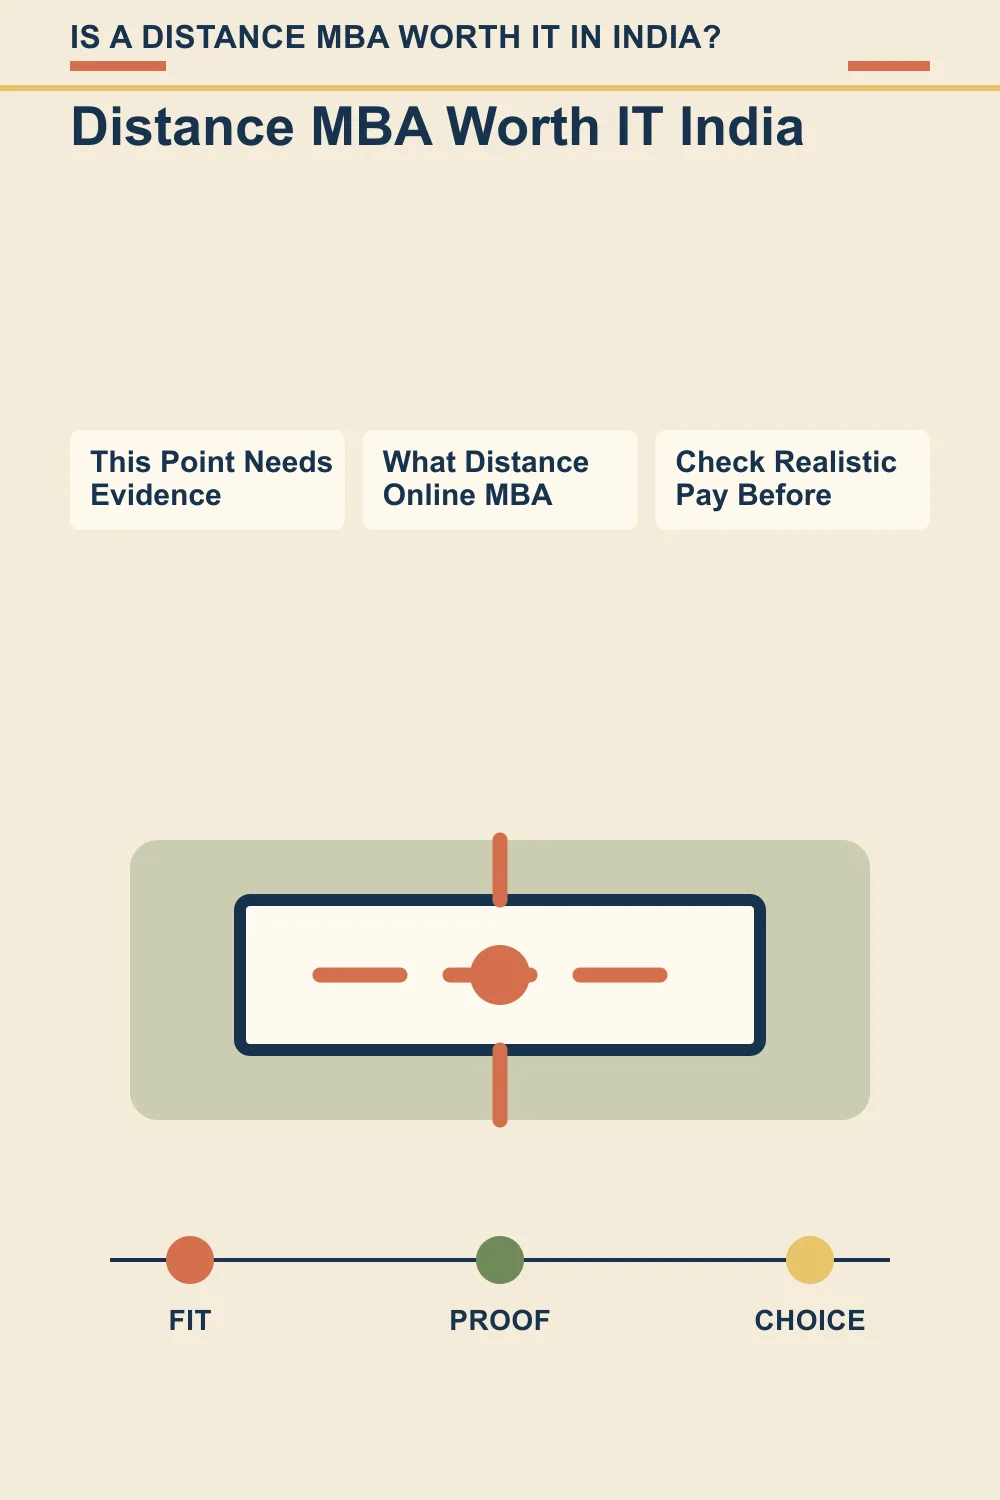 IS A DISTANCE MBA WORTH IT IN INDIA?
Distance MBA Worth IT India
This Point Needs
Evidence
What Distance
Online MBA
Check Realistic
Pay Before
FIT
PROOF
CHOICE